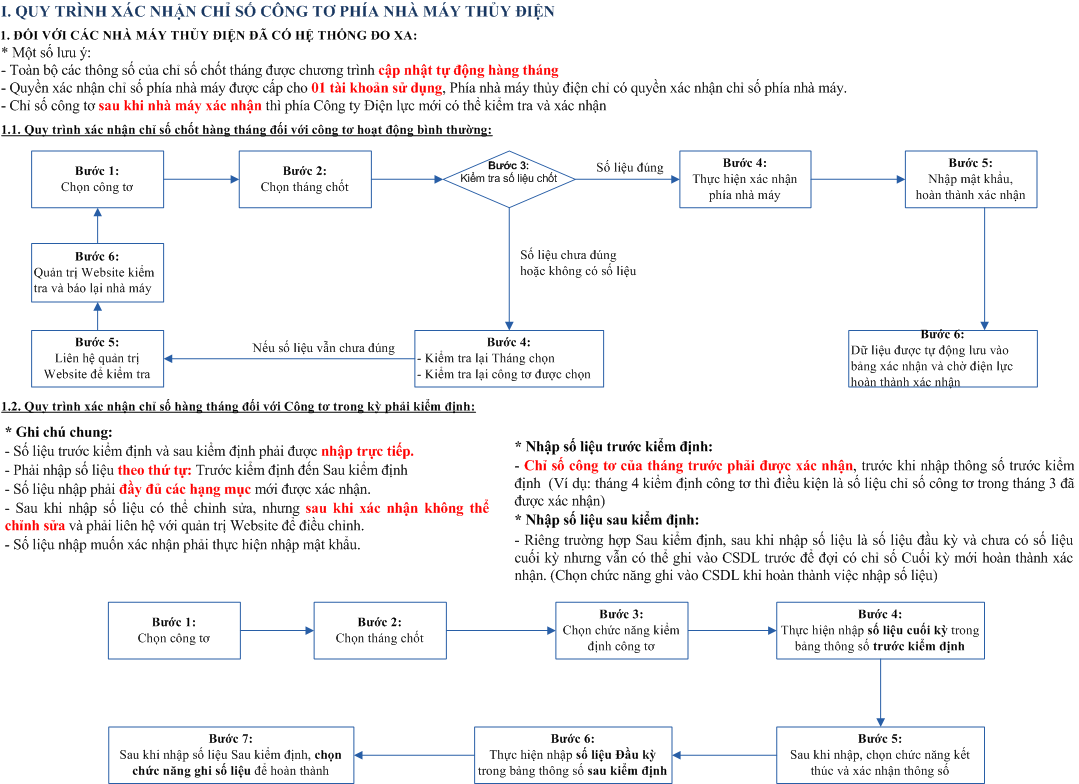 I. QUY TRÌNH XÁC NHẬN CHỈ SỐ CÔNG TƠ PHÍA NHÀ MÁY THỦY ĐIỆN
1. ĐỐI VỚI CÁC NHÀ MÁY THỦY ĐIỆN ĐÃ CÓ HỆ THỐNG ĐO XA:
* Một số lưu ý:
- Toàn bộ các thông số của chỉ số chốt tháng được chương trình cập nhật tự động hàng tháng
- Quyền xác nhận chỉ số phía nhà máy được cấp cho 01 tài khoản sử dụng, Phía nhà máy thủy điện chỉ có quyền xác nhận chỉ số phía nhà máy.
- Chỉ số công tơ sau khi nhà máy xác nhận thì phía Công ty Điện lực mới có thể kiểm tra và xác nhận
1.1. Quy trình xác nhận chỉ số chốt hàng tháng đối với công tơ hoạt động bình thường:
Bước 1:
Chọn công tơ
Bước 2:
Chọn tháng chốt
Bước 3:
Kiểm tra số liệu chốt
Số liệu đúng
Bước 4:
Thực hiện xác nhận
phía nhà máy
Bước 5:
Nhập mật khẩu,
hoàn thành xác nhận
Bước 6:
Quản trị Website kiểm
tra và báo lại nhà máy
Số liệu chưa đúng
hoặc không có số liệu
Bước 5:
Liên hệ quản trị
Website để kiểm tra
Nếu số liệu vẫn chưa đúng
Bước 4:
- Kiểm tra lại Tháng chọn
- Kiểm tra lại công tơ được chọn
Bước 6:
Dữ liệu được tự động lưu vào
bảng xác nhận và chờ điện lực
hoàn thành xác nhận
1.2. Quy trình xác nhận chỉ số hàng tháng đối với Công tơ trong kỳ phải kiểm định:
* Ghi chú chung:
- Số liệu trước kiểm định và sau kiểm định phải được nhập trực tiếp.
- Phải nhập số liệu theo thứ tự: Trước kiểm định đến Sau kiểm định
- Số liệu nhập phải đầy đủ các hạng mục mới được xác nhận.
- Sau khi nhập số liệu có thể chỉnh sửa, nhưng sau khi xác nhận không thể
chỉnh sửa và phải liên hệ với quản trị Website để điều chỉnh.
- Số liệu nhập muốn xác nhận phải thực hiện nhập mật khẩu.
* Nhập số liệu trước kiểm định:
- Chỉ số công tơ của tháng trước phải được xác nhận, trước khi nhập thông số trước kiểm
định (Ví dụ: tháng 4 kiểm định công tơ thì điều kiện là số liệu chỉ số công tơ trong tháng 3 đã
được xác nhận)
* Nhập số liệu sau kiểm định:
- Riêng trường hợp Sau kiểm định, sau khi nhập số liệu là số liệu đầu kỳ và chưa có số liệu
cuối kỳ nhưng vẫn có thể ghi vào CSDL trước để đợi có chỉ số Cuối kỳ mới hoàn thành xác
nhận. (Chọn chức năng ghi vào CSDL khi hoàn thành việc nhập số liệu)
Bước 1:
Chọn công tơ
Bước 2:
Chọn tháng chốt
Bước 3:
Chọn chức năng kiểm
định công tơ
Bước 4:
Thực hiện nhập số liệu cuối kỳ trong
bảng thông số trước kiểm định
Bước 7:
Sau khi nhập số liệu Sau kiểm định, chọn
chức năng ghi số liệu để hoàn thành
Bước 6:
Thực hiện nhập số liệu Đầu kỳ
trong bảng thông số sau kiểm định
Bước 5:
Sau khi nhập, chọn chức năng kết
thúc và xác nhận thông số